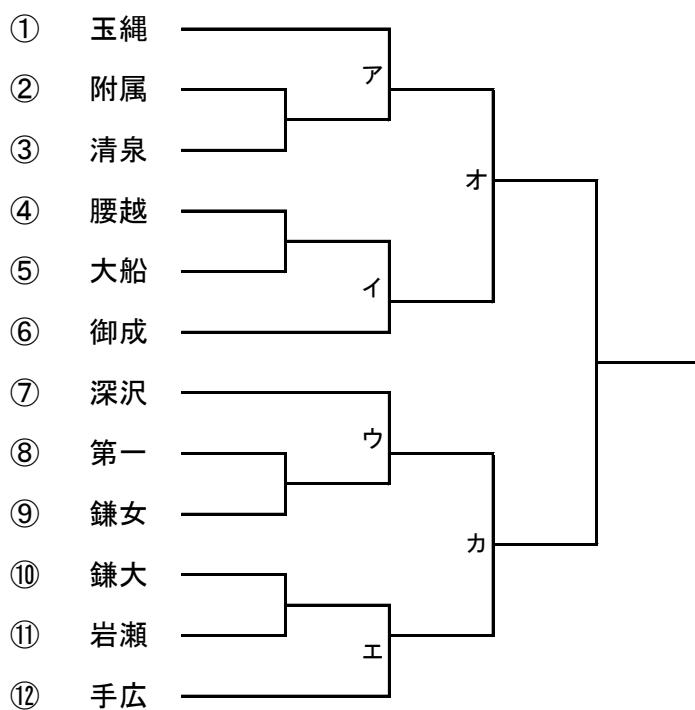 ① 玉縄
ア
② 附属
③ 清泉
オ
④ 腰越
⑤ 大船
イ
⑥ 御成
⑦ 深沢
ウ
⑧ 第一
⑨ 鎌女
カ
⑩ 鎌大
⑪ 岩瀬
エ
⑫ 手広